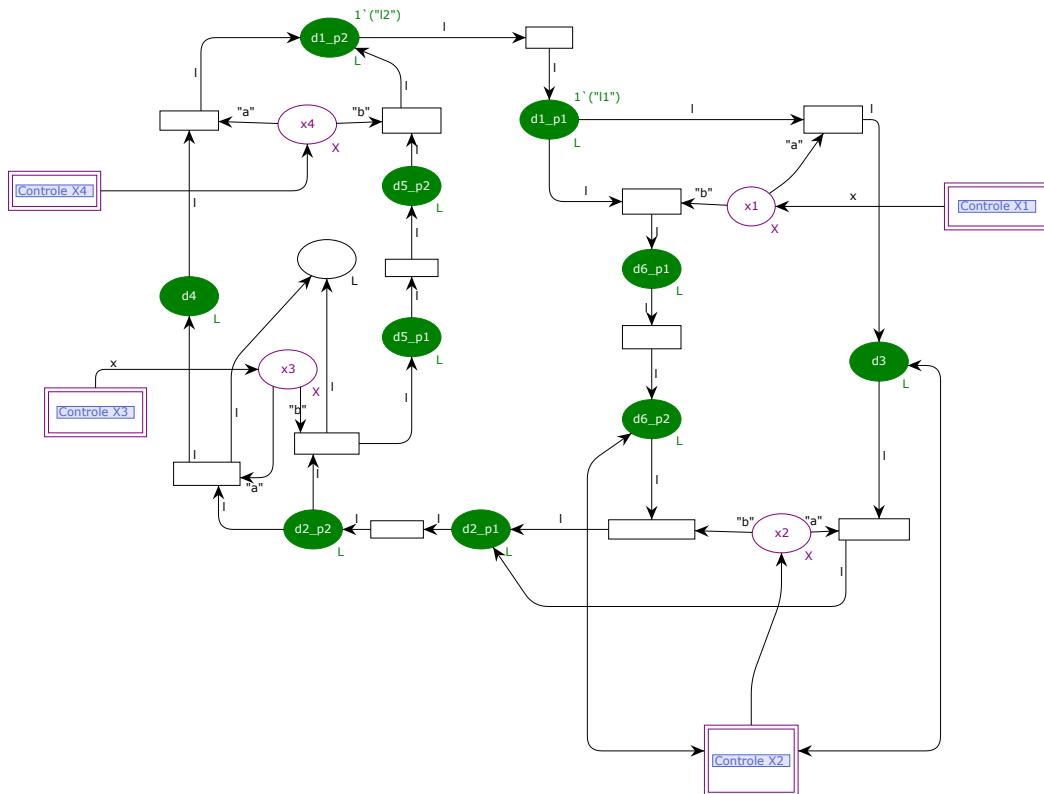 1`("l2")
d1_p2
L
l
l
l
"a"
x4
X
"b"
l
1`("l1")
d1_p1
L
l
l
"a"
l
d5_p2
L
Controle X4
l
"b"
x1
X
x
Controle X1
l
l
l
L
d6_p1
L
d4
L
l
l
d5_p1
L
d3
L
x
x3
X
l
l
l
l
"b"
Controle X3
d6_p2
L
l
l
l
"a"
l
l
l
d2_p2
L
l
l
d2_p1
L
l
"b"
x2
X
"a"
l
Controle X2